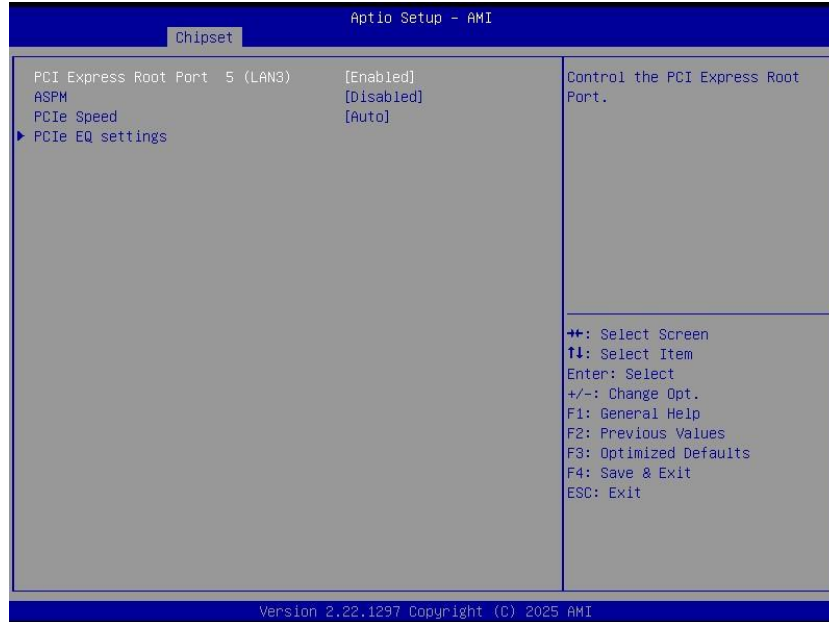 Aptio Setup - AMI
Chipset
PCI Express Root Port 5 (LAN3) [Enabled]
ASPM [Disabled]
PCIe Speed [Auto]
PCIe EQ settings
Control the PCI Express Root
Port.
→←: Select Screen
↑↓: Select Item
Enter: Select
+/-: Change Opt.
F1: General Help
F2: Previous Values
F3: Optimized Defaults
F4: Save & Exit
ESC: Exit
Version 2.22.1297 Copyright (C) 2025 AMI